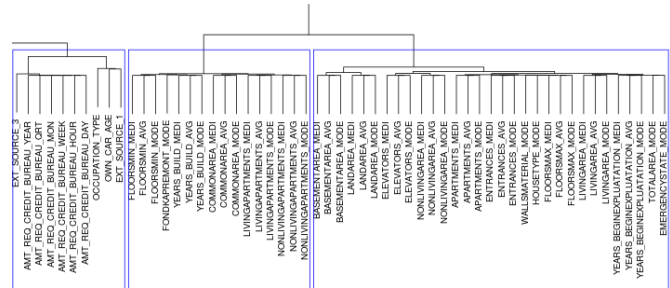 EXT_SOURCE_3
AMT_REQ_CREDIT_BUREAU_YEAR
AMT_REQ_CREDIT_BUREAU_QRT
AMT_REQ_CREDIT_BUREAU_MON
AMT_REQ_CREDIT_BUREAU_WEEK
AMT_REQ_CREDIT_BUREAU_HOUR
AMT_REQ_CREDIT_BUREAU_DAY
OCCUPATION_TYPE
OWN_CAR_AGE
EXT_SOURCE_1
FLOORSMIN_MEDI
FLOORSMIN_AVG
FLOORSMIN_MODE
FONDKAPREMONT_MODE
YEARS_BUILD_MEDI
YEARS_BUILD_AVG
YEARS_BUILD_MODE
COMMONAREA_MEDI
COMMONAREA_AVG
COMMONAREA_MODE
LIVINGAPARTMENTS_MEDI
LIVINGAPARTMENTS_AVG
LIVINGAPARTMENTS_MODE
NONLIVINGAPARTMENTS_MEDI
NONLIVINGAPARTMENTS_AVG
NONLIVINGAPARTMENTS_MODE
BASEMENTAREA_MEDI
BASEMENTAREA_AVG
BASEMENTAREA_MODE
LANDAREA_MEDI
LANDAREA_AVG
LANDAREA_MODE
ELEVATORS_MEDI
ELEVATORS_AVG
ELEVATORS_MODE
NONLIVINGAREA_MEDI
NONLIVINGAREA_AVG
NONLIVINGAREA_MODE
APARTMENTS_MEDI
APARTMENTS_AVG
APARTMENTS_MODE
ENTRANCES_MEDI
ENTRANCES_AVG
ENTRANCES_MODE
WALLSMATERIAL_MODE
HOUSETYPE_MODE
FLOORSMAX_MEDI
FLOORSMAX_AVG
FLOORSMAX_MODE
LIVINGAREA_MEDI
LIVINGAREA_AVG
LIVINGAREA_MODE
YEARS_BEGINEXPLUATATION_MEDI
YEARS_BEGINEXPLUATATION_AVG
YEARS_BEGINEXPLUATATION_MODE
TOTALAREA_MODE
EMERGENCYSTATE_MODE